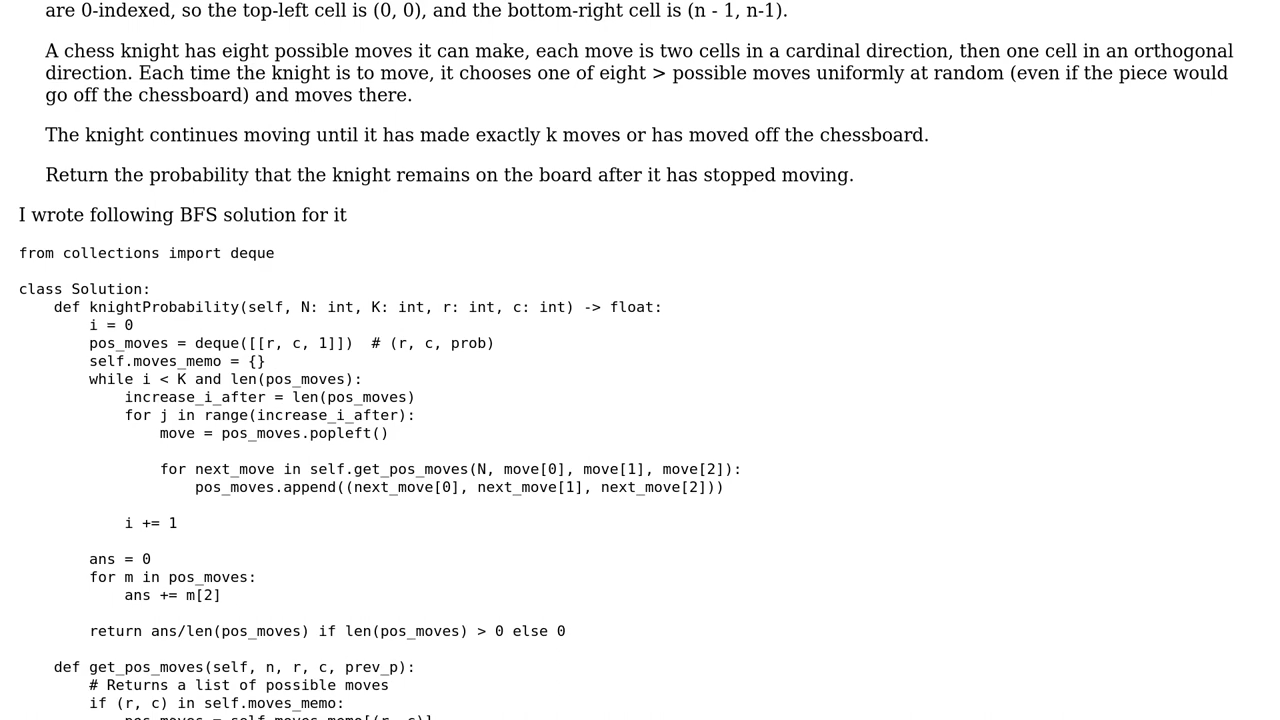 are 0-indexed, so the top-left cell is (0, 0), and the bottom-right cell is (n - 1, n-1).
A chess knight has eight possible moves it can make, each move is two cells in a cardinal direction, then one cell in an orthogonal
direction. Each time the knight is to move, it chooses one of eight > possible moves uniformly at random (even if the piece would
go off the chessboard) and moves there.
The knight continues moving until it has made exactly k moves or has moved off the chessboard.
Return the probability that the knight remains on the board after it has stopped moving.
I wrote following BFS solution for it
from collections import deque
class Solution:
    def knightProbability(self, N: int, K: int, r: int, c: int) -> float:
        i = 0
        pos_moves = deque([[r, c, 1]])  # (r, c, prob)
        self.moves_memo = {}
        while i < K and len(pos_moves):
            increase_i_after = len(pos_moves)
            for j in range(increase_i_after):
                move = pos_moves.popleft()
                for next_move in self.get_pos_moves(N, move[0], move[1], move[2]):
                    pos_moves.append((next_move[0], next_move[1], next_move[2]))
            i += 1
        ans = 0
        for m in pos_moves:
            ans += m[2]
        return ans/len(pos_moves) if len(pos_moves) > 0 else 0
    def get_pos_moves(self, n, r, c, prev_p):
        # Returns a list of possible moves
        if (r, c) in self.moves_memo:
            pos_moves = self.moves_memo[(r, c)]